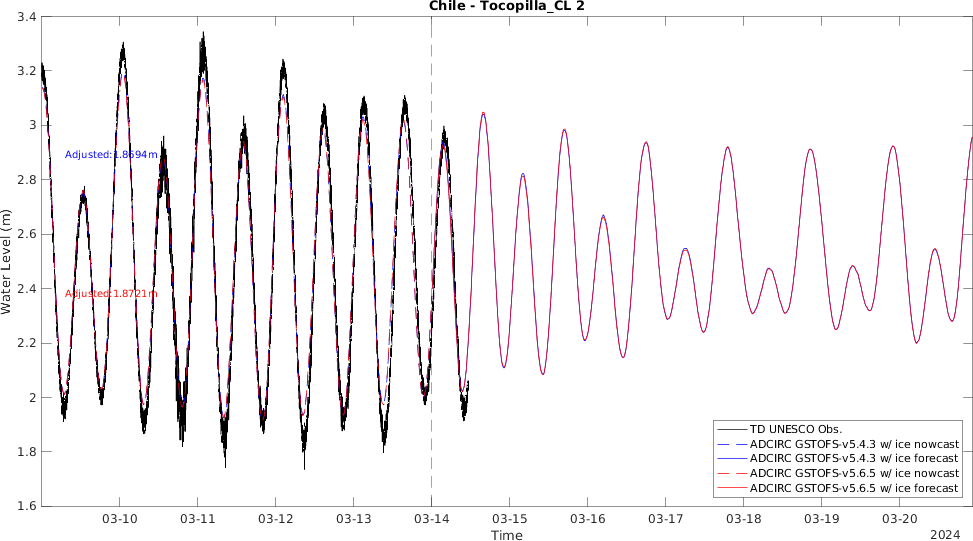 Chile - Tocopilla_CL 2
3.4
3.2
3
2.8
2.6
2.4
2.2
2
1.8
1.6
Water Level (m)
Adjusted:1.8694m
Adjusted:1.8721m
TD UNESCO Obs.
ADCIRC GSTOFS-v5.4.3 w/ ice nowcast
ADCIRC GSTOFS-v5.4.3 w/ ice forecast
ADCIRC GSTOFS-v5.6.5 w/ ice nowcast
ADCIRC GSTOFS-v5.6.5 w/ ice forecast
03-10 03-11 03-12 03-13 03-14 03-15 03-16 03-17 03-18 03-19 03-20
Time
2024